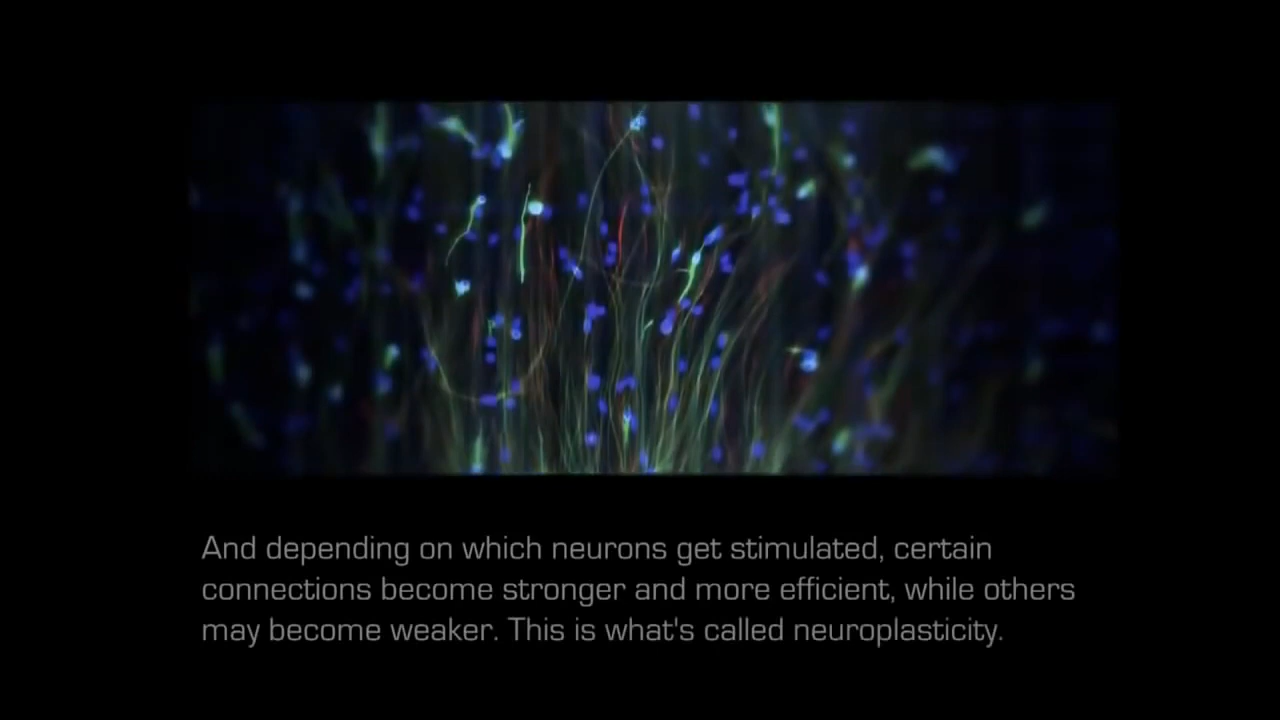 And depending on which neurons get stimulated, certain
connections become stronger and more efficient, while others
may become weaker. This is what's called neuroplasticity.